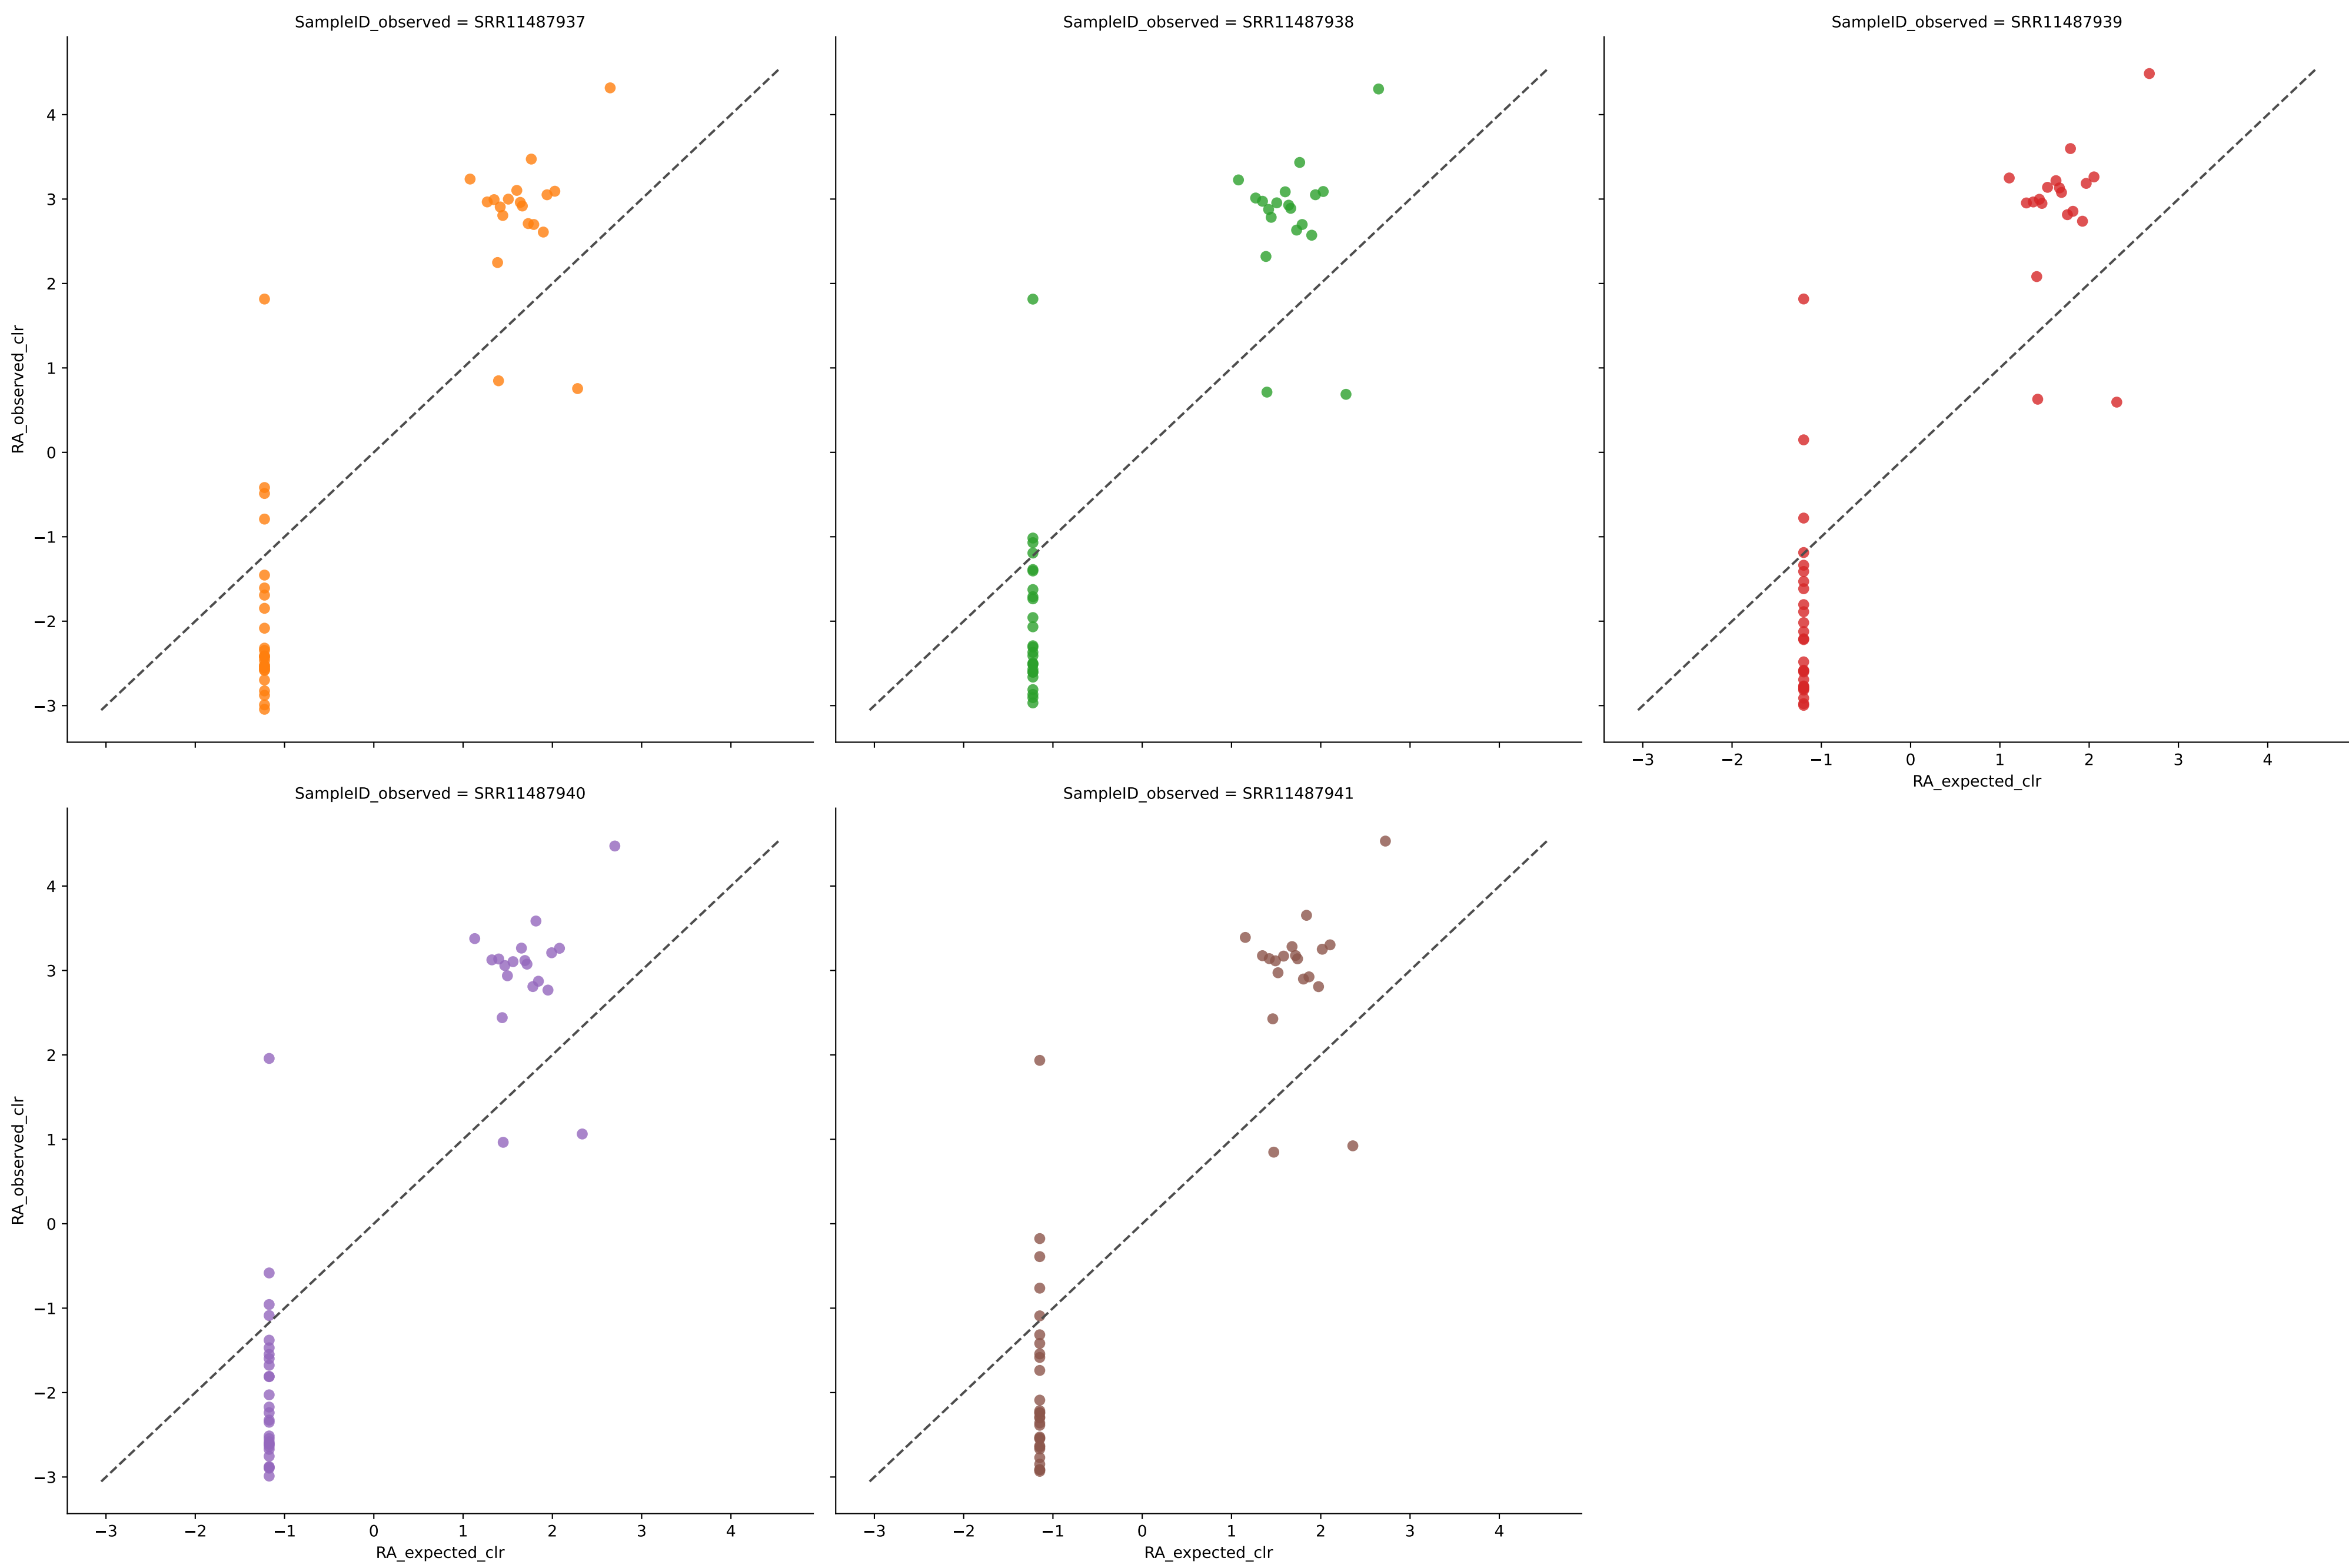 SampleID_observed = SRR11487937
SampleID_observed = SRR11487938
SampleID_observed = SRR11487939
RA_observed_clr
4
3
2
1
0
−1
−2
−3
−3 −2 −1 0 1 2 3 4
RA_expected_clr
SampleID_observed = SRR11487940
SampleID_observed = SRR11487941
RA_observed_clr
4
3
2
1
0
−1
−2
−3
−3 −2 −1 0 1 2 3 4
RA_expected_clr
−3 −2 −1 0 1 2 3 4
RA_expected_clr